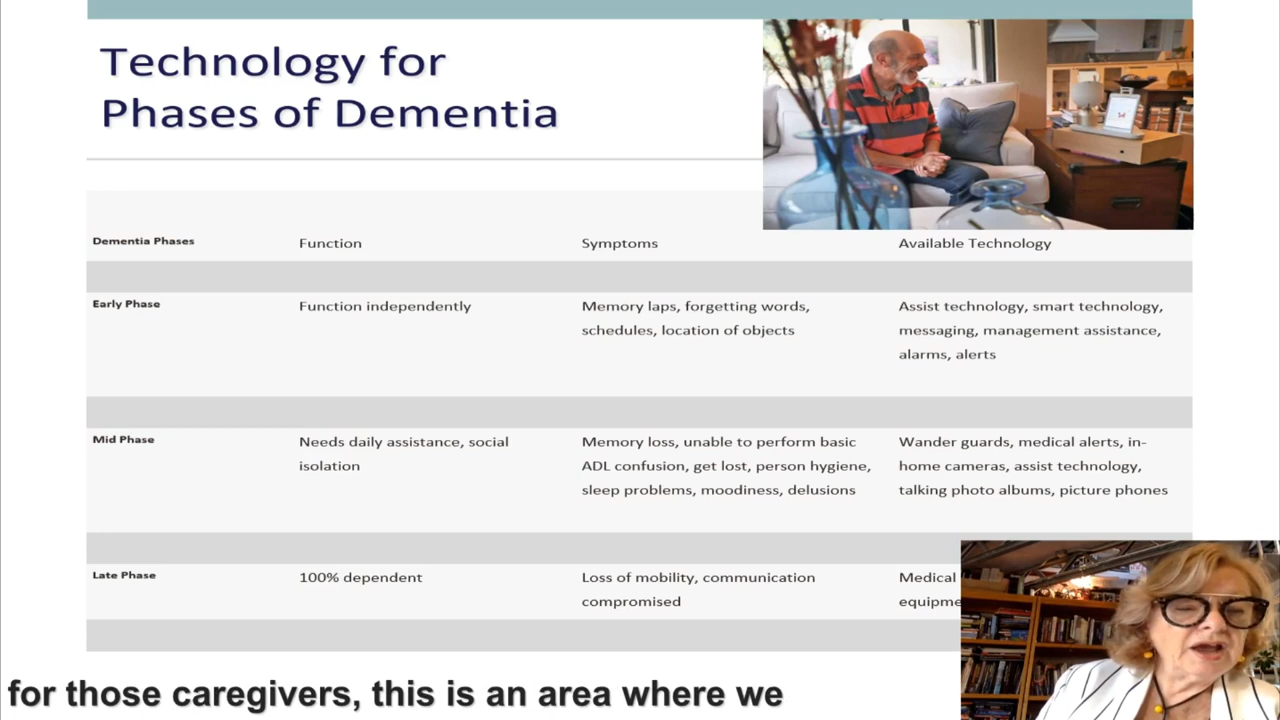 Technology for
Phases of Dementia
Dementia Phases
Function
Symptoms
Available Technology
Early Phase
Function independently
Memory laps, forgetting words,
schedules, location of objects
Assist technology, smart technology,
messaging, management assistance,
alarms, alerts
Mid Phase
Needs daily assistance, social
isolation
Memory loss, unable to perform basic
ADL confusion, get lost, person hygiene,
sleep problems, moodiness, delusions
Wander guards, medical alerts, in-
home cameras, assist technology,
talking photo albums, picture phones
Late Phase
100% dependent
Loss of mobility, communication
compromised
Medical
for those caregivers, this is an area where we